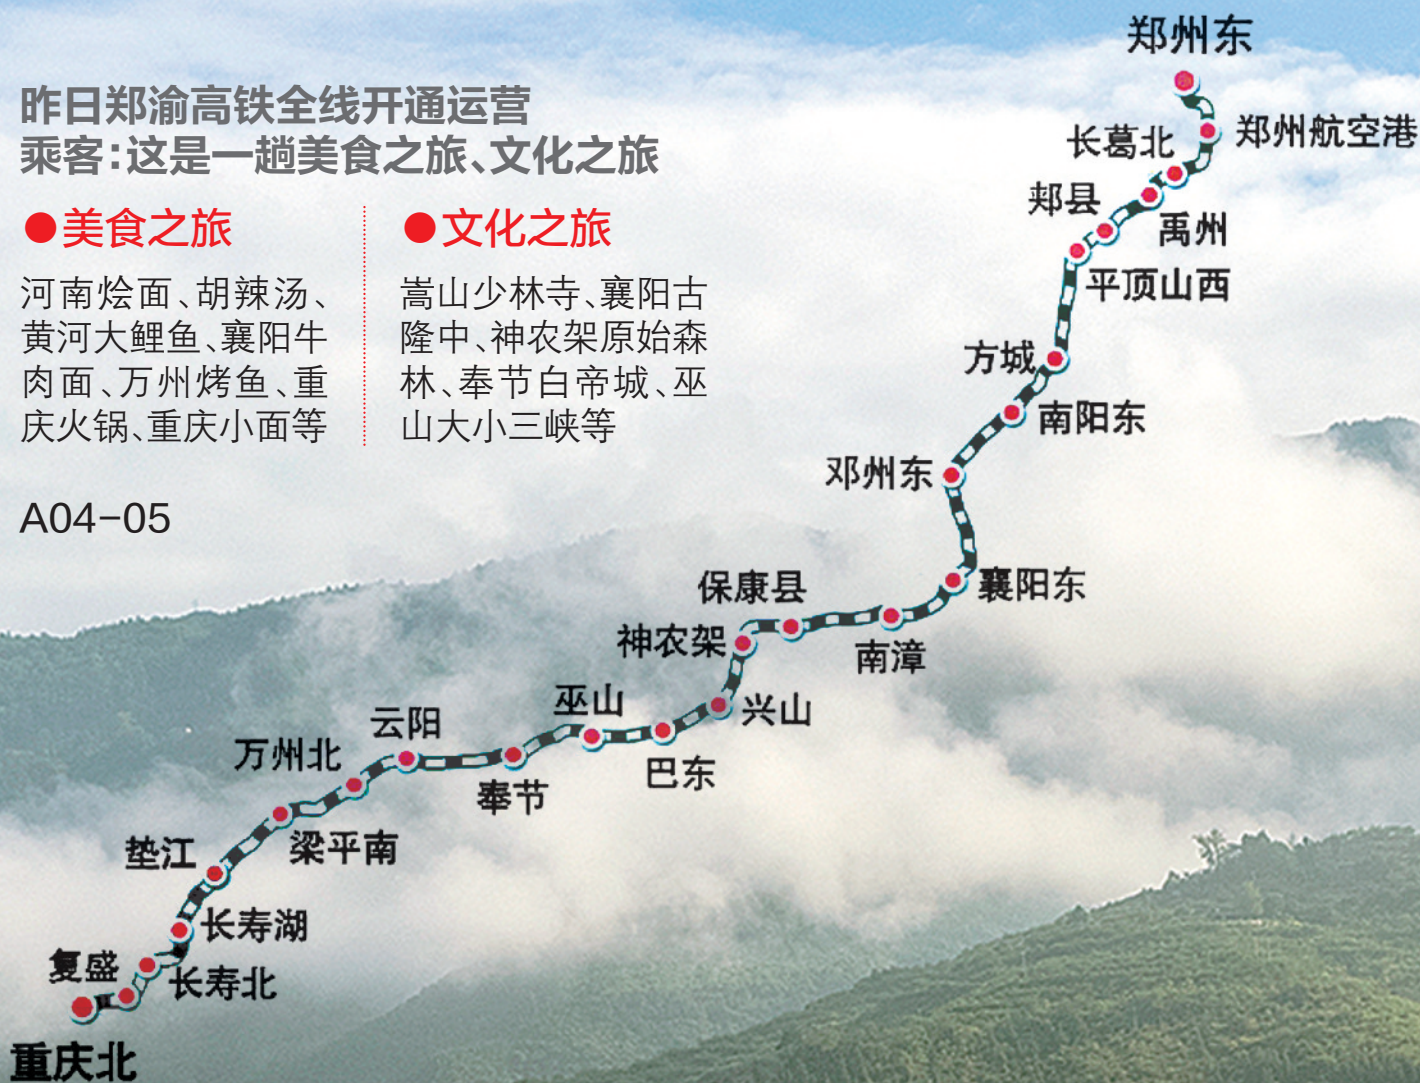 昨日郑渝高铁全线开通运营
乘客:这是一趟美食之旅、文化之旅
●美食之旅
河南烩面、胡辣汤、
黄河大鲤鱼、襄阳牛
肉面、万州烤鱼、重
庆火锅、重庆小面等
●文化之旅
嵩山少林寺、襄阳古
隆中、神农架原始森
林、奉节白帝城、巫
山大小三峡等
A04-05
郑州东
郑州航空港
长葛北
禹州
郏县
平顶山西
方城
南阳东
邓州东
襄阳东
南漳
保康县
神农架
兴山
巴东
巫山
奉节
云阳
万州北
梁平南
垫江
长寿湖
长寿北
复盛
重庆北